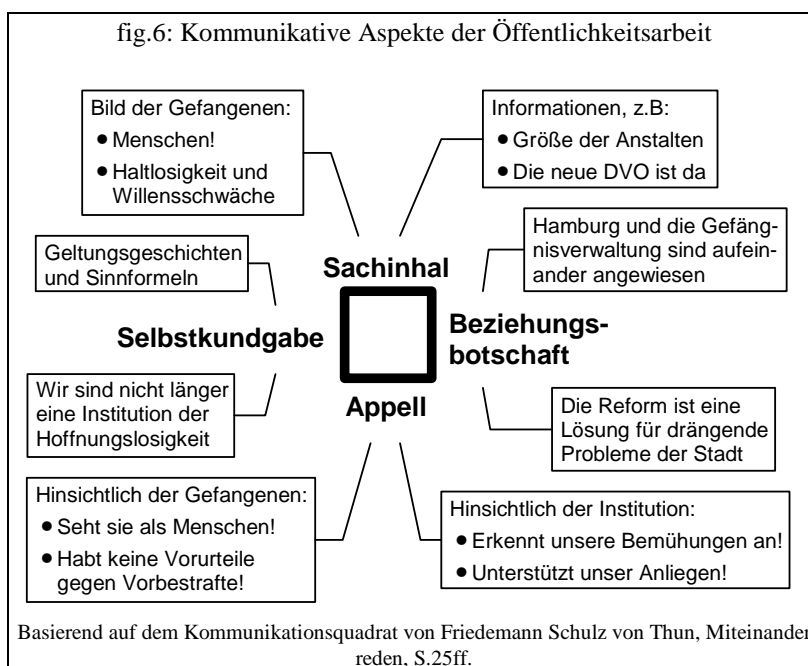 fig.6: Kommunikative Aspekte der Öffentlichkeitsarbeit
Bild der Gefangenen:
• Menschen!
• Haltlosigkeit und
Willensschwäche
Informationen, z.B:
• Größe der Anstalten
• Die neue DVO ist da
Geltungsgeschichten
und Sinnformeln
Hamburg und die Gefäng-
nisverwaltung sind aufein-
ander angewiesen
Sachinhal
Selbstkundgabe
Beziehungs-
botschaft
Appell
Wir sind nicht länger
eine Institution der
Hoffnungslosigkeit
Die Reform ist eine
Lösung für drängende
Probleme der Stadt
Hinsichtlich der Gefangenen:
• Seht sie als Menschen!
• Habt keine Vorurteile
gegen Vorbestrafte!
Hinsichtlich der Institution:
• Erkennt unsere Bemühungen an!
• Unterstützt unser Anliegen!
Basierend auf dem Kommunikationsquadrat von Friedemann Schulz von Thun, Miteinander
reden, S.25ff.